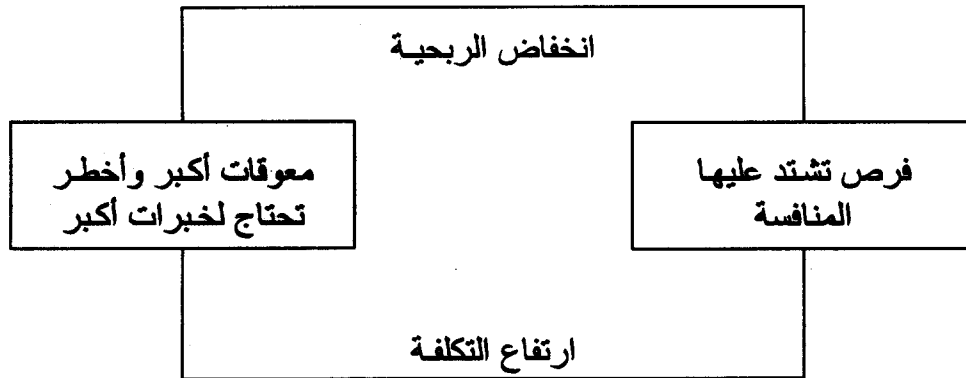 انخفاض الربحية
فرص تشتد عليها
المنافسة
معوقات أكبر وأخطر
تحتاج لخبرات أكبر
ارتفاع التكلفة